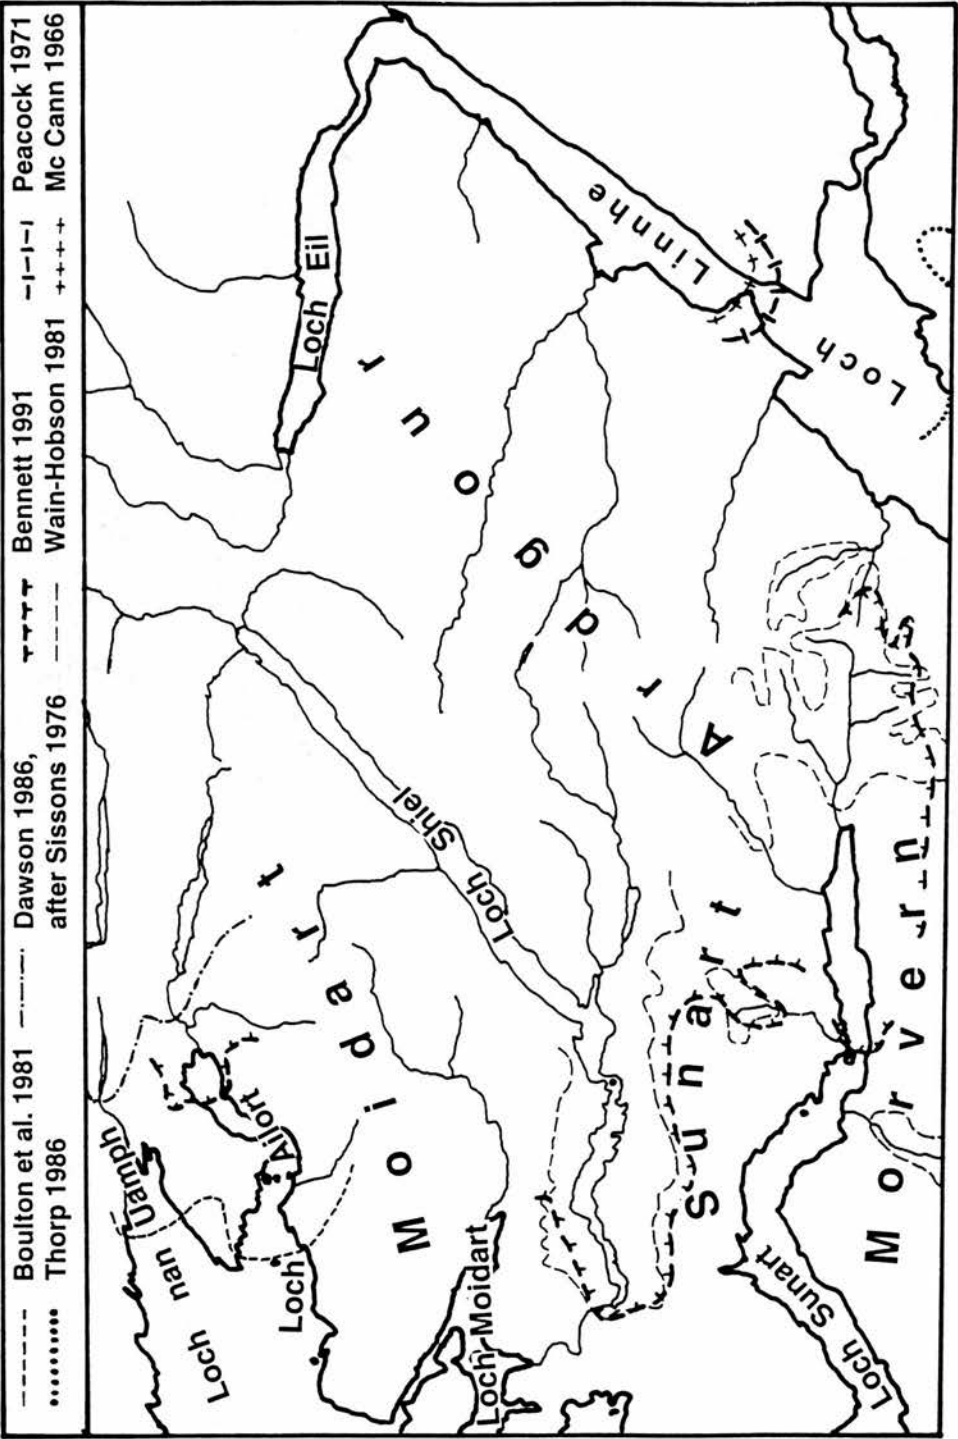 Boulton et al. 1981
Dawson 1986,
after Sissons 1976
Bennett 1991
Peacock 1971
Thorp 1986
Wain-Hobson 1981
Mc Cann 1966
Loch nan Uamph
Loch Ailort
Loch Moidart
Moidart
Loch Shiel
Loch Eil
Loch Linnhe
Ardgour
Sunart
Loch Sunart
Morvern